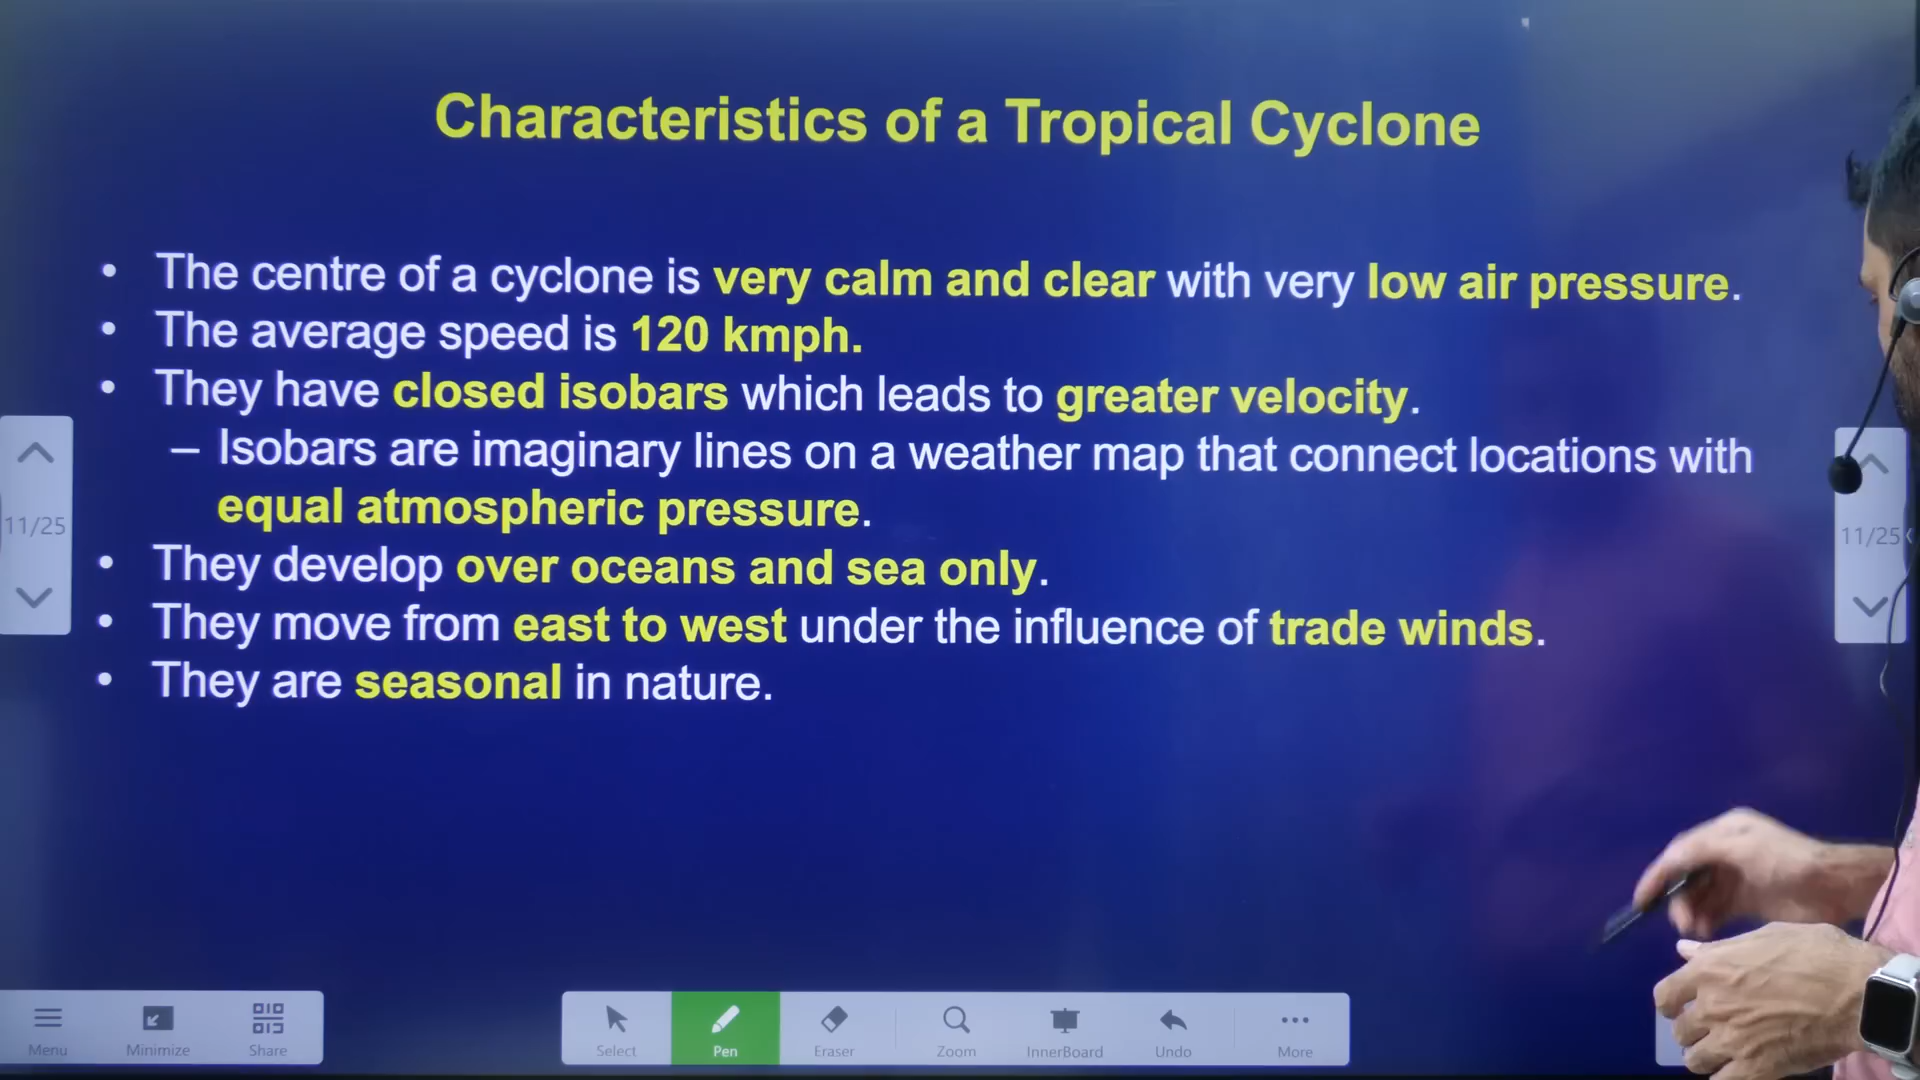 Characteristics of a Tropical Cyclone
• The centre of a cyclone is very calm and clear with very low air pressure.
• The average speed is 120 kmph.
• They have closed isobars which leads to greater velocity.
– Isobars are imaginary lines on a weather map that connect locations with
equal atmospheric pressure.
• They develop over oceans and sea only.
• They move from east to west under the influence of trade winds.
• They are seasonal in nature.
11/25
11/25
Menu Minimize Share Select Pen Eraser Zoom InnerBoard Undo More